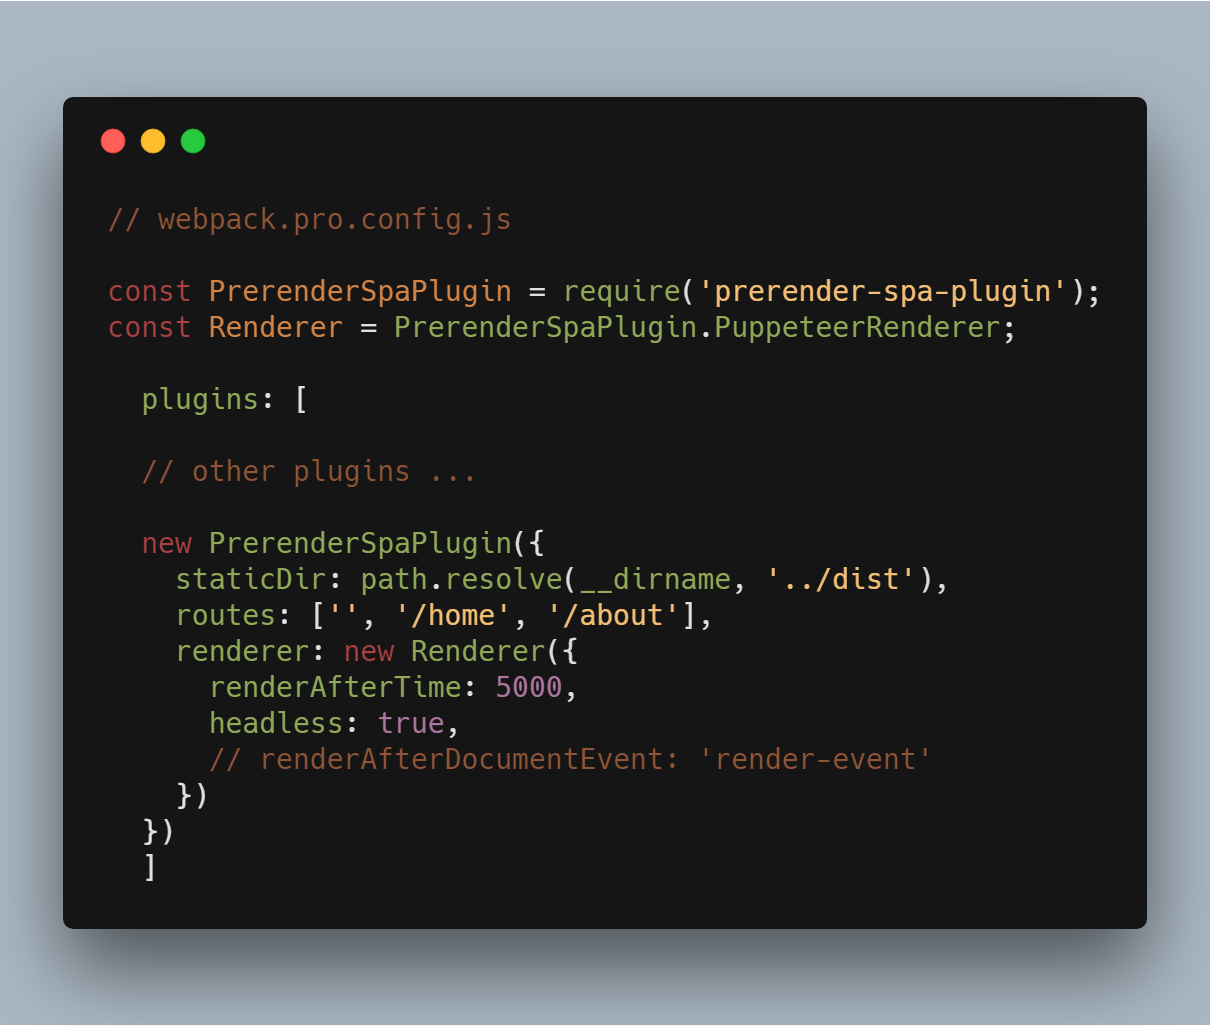 // webpack.pro.config.js
const PrerenderSpaPlugin = require('prerender-spa-plugin');
const Renderer = PrerenderSpaPlugin.PuppeteerRenderer;
plugins: [
// other plugins ...
new PrerenderSpaPlugin({
staticDir: path.resolve(__dirname, '../dist'),
routes: ['', '/home', '/about'],
renderer: new Renderer({
renderAfterTime: 5000,
headless: true,
// renderAfterDocumentEvent: 'render-event'
})
})
]